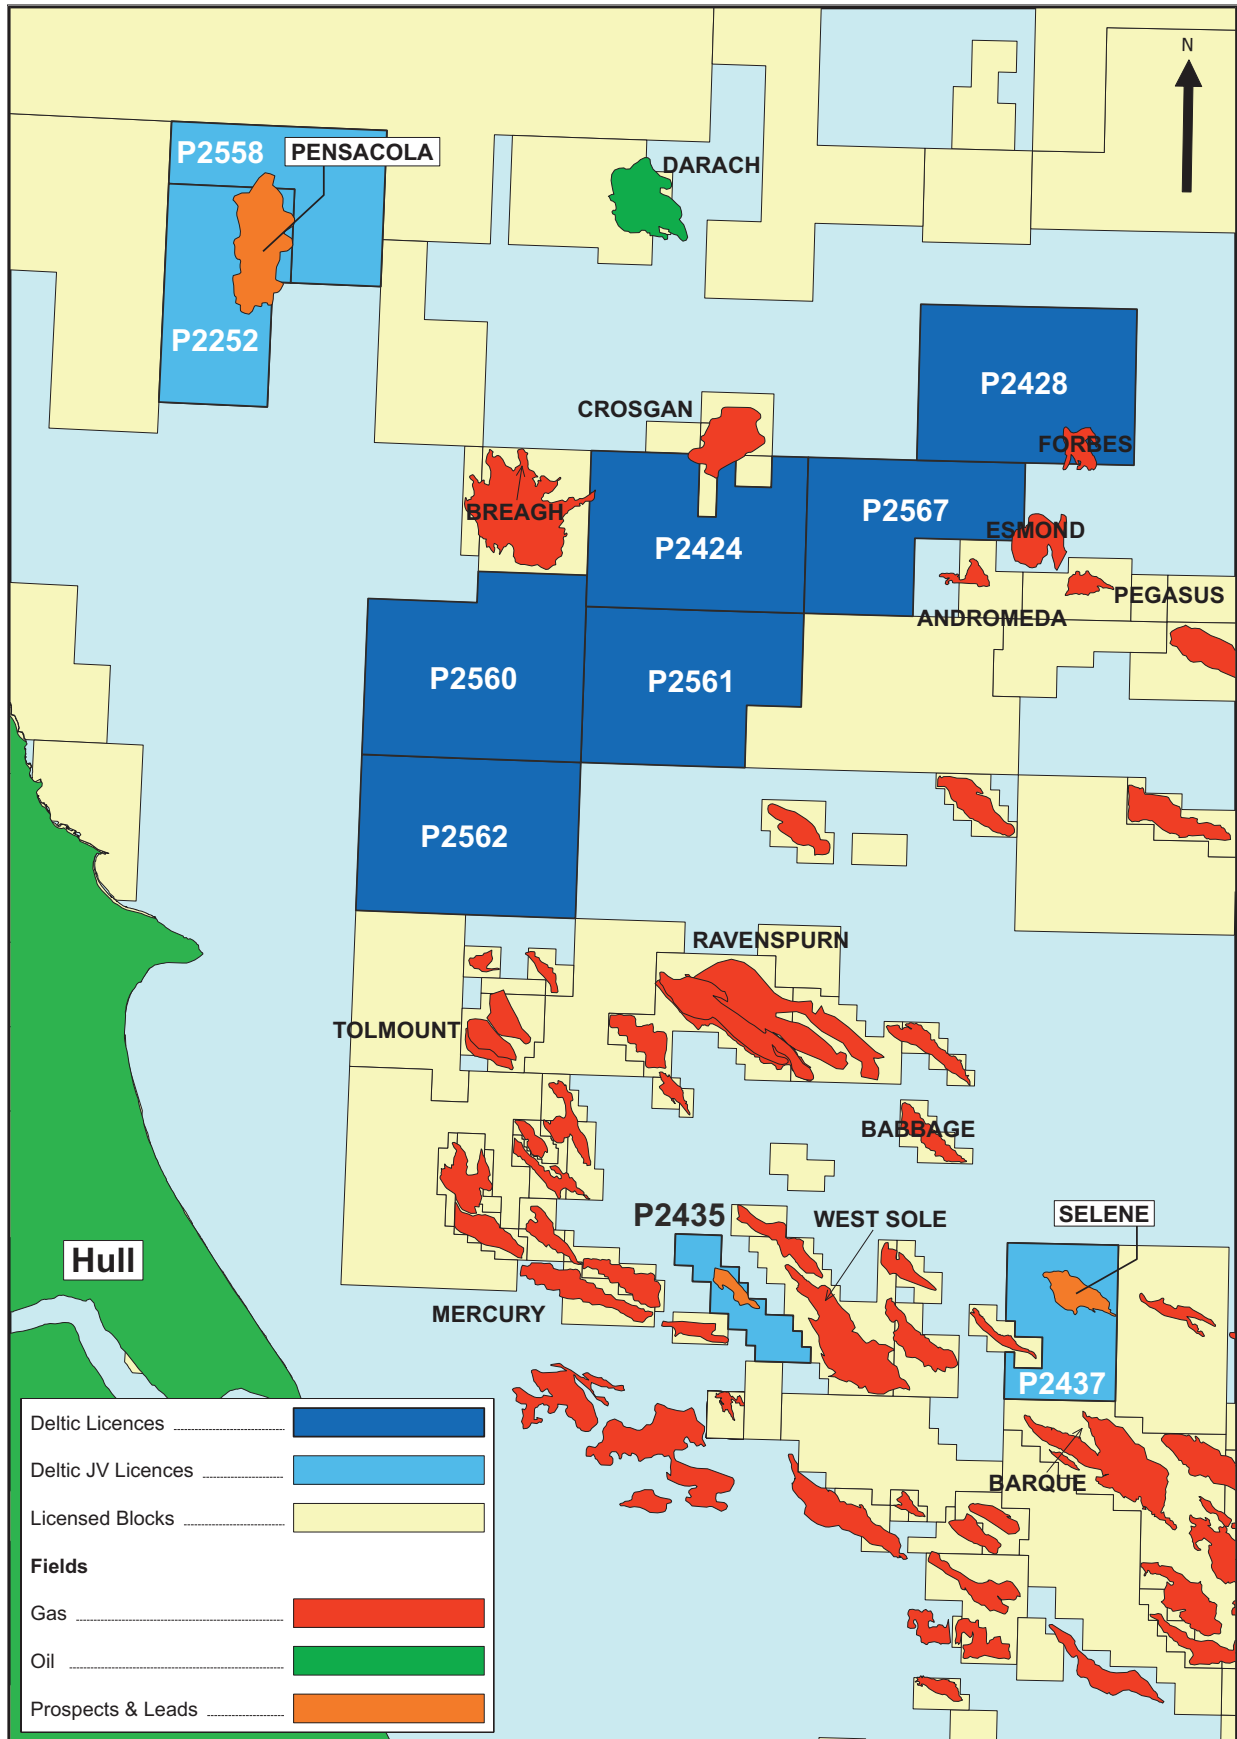 N
P2558
PENSACOLA
DARACH
P2252
P2428
CROSGAN
FORBES
BREAGH
P2567
ESMOND
P2424
PEGASUS
ANDROMEDA
P2560
P2561
P2562
RAVENSPURN
TOLMOUNT
BABBAGE
P2435
WEST SOLE
SELENE
Hull
MERCURY
P2437
BARQUE
Deltic Licences
Deltic JV Licences
Licensed Blocks
Fields
Gas
Oil
Prospects & Leads